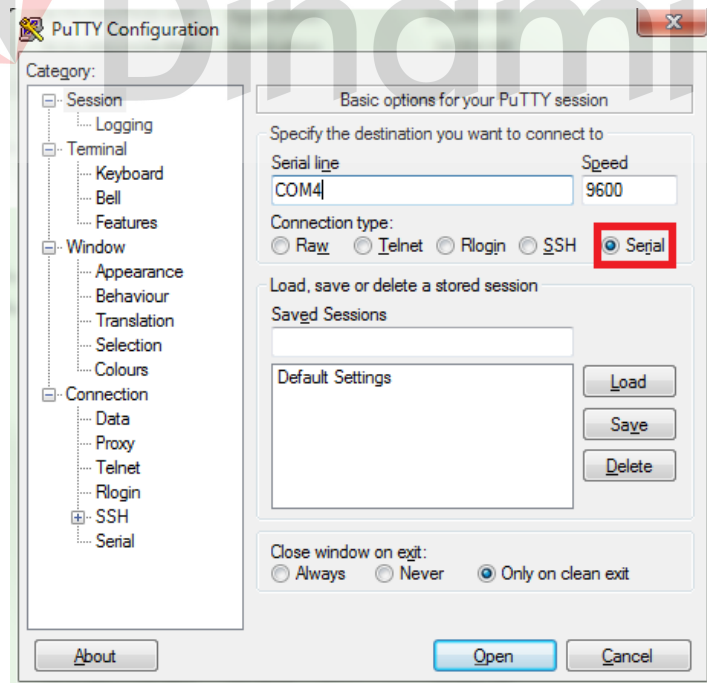 Dinami
PuTTY Configuration
Category:
Session
Logging
Terminal
Keyboard
Bell
Features
Window
Appearance
Behaviour
Translation
Selection
Colours
Connection
Data
Proxy
Telnet
Rlogin
SSH
Serial
Basic options for your PuTTY session
Specify the destination you want to connect to
Serial line Speed
COM4 9600
Connection type:
Raw Telnet Rlogin SSH Serial
Load, save or delete a stored session
Saved Sessions
Default Settings
Load
Save
Delete
Close window on exit:
Always Never Only on clean exit
About Open Cancel